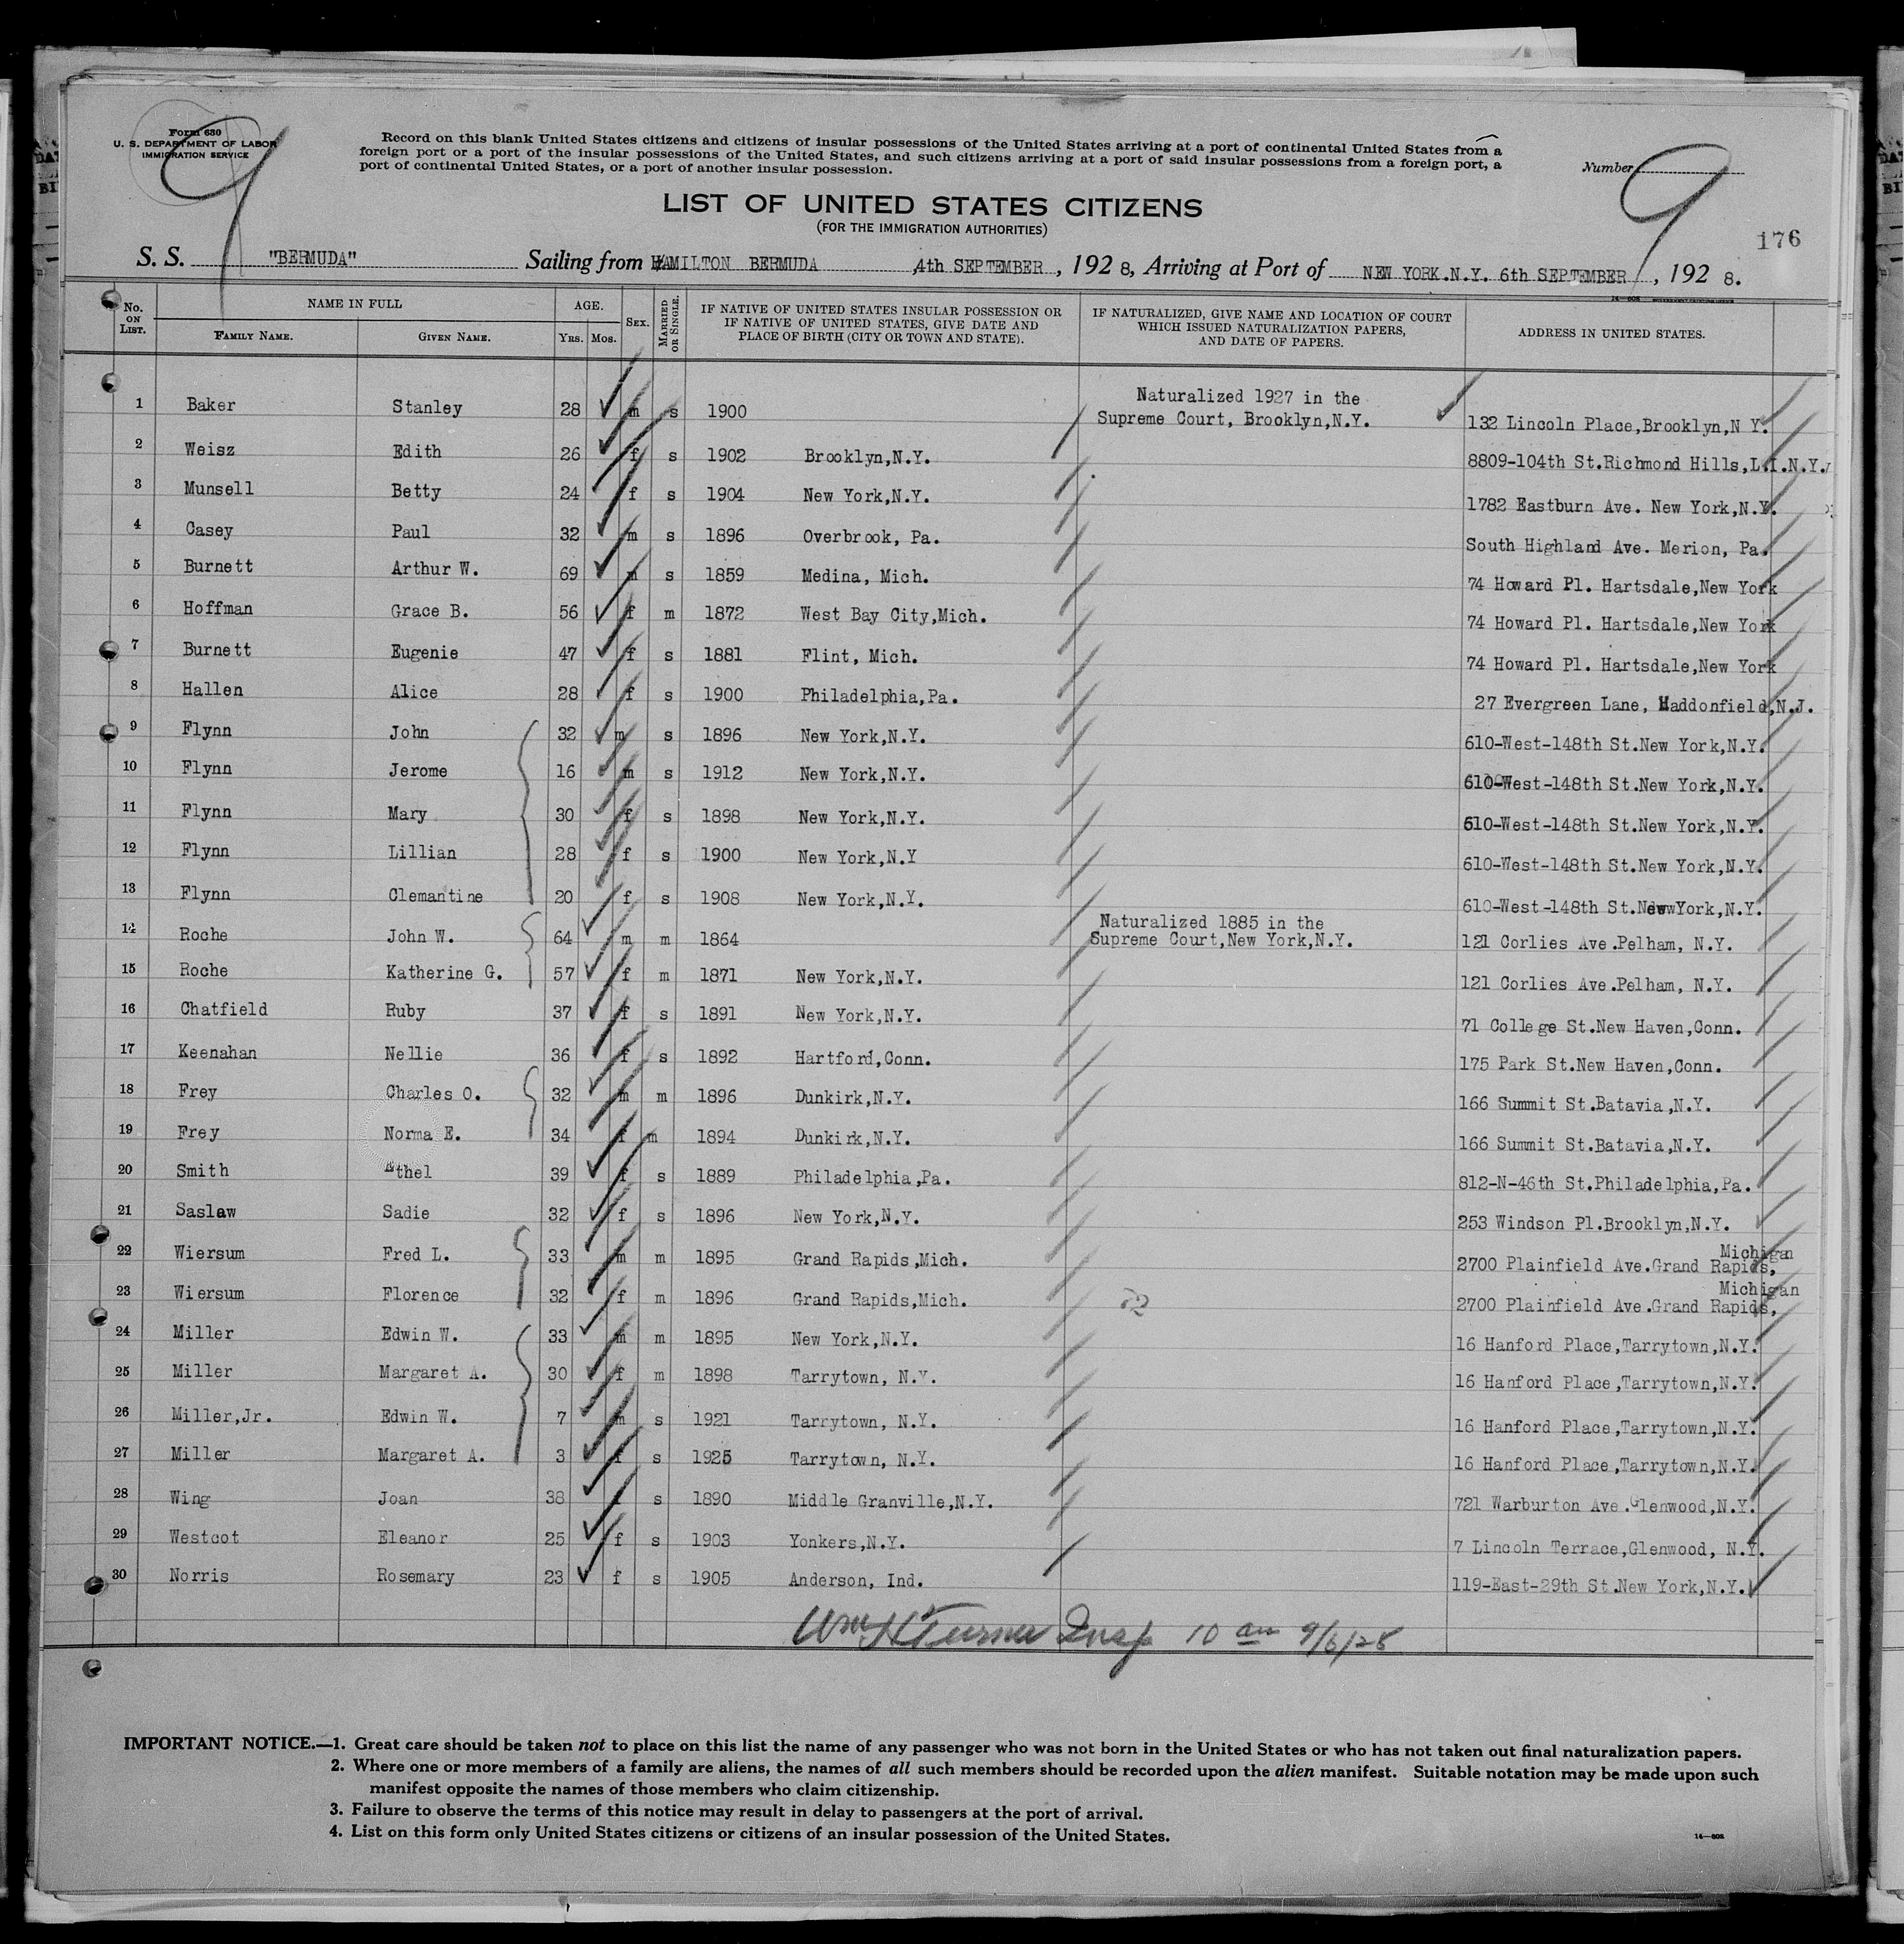 Form 630
U. S. DEPARTMENT OF LABOR
IMMIGRATION SERVICE
9
Record on this blank United States citizens and citizens of insular possessions of the United States arriving at a port of continental United States from a
foreign port or a port of the insular possessions of the United States, and such citizens arriving at a port of said insular possessions from a foreign port, a
port of continental United States, or a port of another insular possession.
Number 9
LIST OF UNITED STATES CITIZENS
(FOR THE IMMIGRATION AUTHORITIES)
176
S. S. "BERMUDA" Sailing from HAMILTON BERMUDA 4th SEPTEMBER, 192 8, Arriving at Port of NEW YORK.N.Y. 6th SEPTEMBER, 192 8.
No. ON LIST. NAME IN FULL FAMILY NAME. GIVEN NAME. AGE. YRS. MOS. SEX. MARRIED OR SINGLE. IF NATIVE OF UNITED STATES INSULAR POSSESSION OR IF NATIVE OF UNITED STATES, GIVE DATE AND PLACE OF BIRTH (CITY OR TOWN AND STATE). IF NATURALIZED, GIVE NAME AND LOCATION OF COURT WHICH ISSUED NATURALIZATION PAPERS, AND DATE OF PAPERS. ADDRESS IN UNITED STATES.
1 Baker Stanley 28 m s 1900 Naturalized 1927 in the Supreme Court, Brooklyn,N.Y. 132 Lincoln Place,Brooklyn,N Y.
2 Weisz Edith 26 f s 1902 Brooklyn,N.Y. 8809-104th St.Richmond Hills,L.I.N.Y.
3 Munsell Betty 24 f s 1904 New York,N.Y. 1782 Eastburn Ave. New York,N.Y.
4 Casey Paul 32 m s 1896 Overbrook, Pa. South Highland Ave. Merion, Pa.
5 Burnett Arthur W. 69 m s 1859 Medina, Mich. 74 Howard Pl. Hartsdale,New York
6 Hoffman Grace B. 56 f m 1872 West Bay City,Mich. 74 Howard Pl. Hartsdale,New York
7 Burnett Eugenie 47 f s 1881 Flint, Mich. 74 Howard Pl. Hartsdale,New York
8 Hallen Alice 28 f s 1900 Philadelphia,Pa. 27 Evergreen Lane, Haddonfield,N.J.
9 Flynn John 32 m s 1896 New York,N.Y. 610-West-148th St.New York,N.Y.
10 Flynn Jerome 16 m s 1912 New York,N.Y. 610-West-148th St.New York,N.Y.
11 Flynn Mary 30 f s 1898 New York,N.Y. 610-West-148th St.New York,N.Y.
12 Flynn Lillian 28 f s 1900 New York,N.Y 610-West-148th St.New York,N.Y.
13 Flynn Clemantine 20 f s 1908 New York,N.Y. 610-West-148th St.New York,N.Y.
14 Roche John W. 64 m m 1864 Naturalized 1885 in the Supreme Court,New York,N.Y. 121 Corlies Ave.Pelham, N.Y.
15 Roche Katherine G. 57 f m 1871 New York,N.Y. 121 Corlies Ave.Pelham, N.Y.
16 Chatfield Ruby 37 f s 1891 New York,N.Y. 71 College St.New Haven,Conn.
17 Keenahan Nellie 36 f s 1892 Hartford,Conn. 175 Park St.New Haven,Conn.
18 Frey Charles O. 32 m m 1896 Dunkirk,N.Y. 166 Summit St.Batavia,N.Y.
19 Frey Norma E. 34 f m 1894 Dunkirk,N.Y. 166 Summit St.Batavia,N.Y.
20 Smith Ethel 39 f s 1889 Philadelphia,Pa. 812-N-46th St.Philadelphia,Pa.
21 Saslaw Sadie 32 f s 1896 New York,N.Y. 253 Windson Pl.Brooklyn,N.Y.
22 Wiersum Fred L. 33 m m 1895 Grand Rapids,Mich. 2700 Plainfield Ave.Grand Rapids, Michigan
23 Wiersum Florence 32 f m 1896 Grand Rapids,Mich. 2700 Plainfield Ave.Grand Rapids, Michigan
24 Miller Edwin W. 33 m m 1895 New York,N.Y. 16 Hanford Place,Tarrytown,N.Y.
25 Miller Margaret A. 30 f m 1898 Tarrytown, N.Y. 16 Hanford Place,Tarrytown,N.Y.
26 Miller,Jr. Edwin W. 7 m s 1921 Tarrytown, N.Y. 16 Hanford Place,Tarrytown,N.Y.
27 Miller Margaret A. 3 f s 1925 Tarrytown, N.Y. 16 Hanford Place,Tarrytown,N.Y.
28 Wing Joan 38 f s 1890 Middle Granville,N.Y. 721 Warburton Ave.Glenwood,N.Y.
29 Westcot Eleanor 25 f s 1903 Yonkers,N.Y. 7 Lincoln Terrace,Glenwood, N.Y.
30 Norris Rosemary 23 f s 1905 Anderson, Ind. 119-East-29th St.New York,N.Y.
Wm H Turner Insp 10 am 9/6/28
IMPORTANT NOTICE.—1. Great care should be taken not to place on this list the name of any passenger who was not born in the United States or who has not taken out final naturalization papers.
2. Where one or more members of a family are aliens, the names of all such members should be recorded upon the alien manifest. Suitable notation may be made upon such
manifest opposite the names of those members who claim citizenship.
3. Failure to observe the terms of this notice may result in delay to passengers at the port of arrival.
4. List on this form only United States citizens or citizens of an insular possession of the United States.
14—608